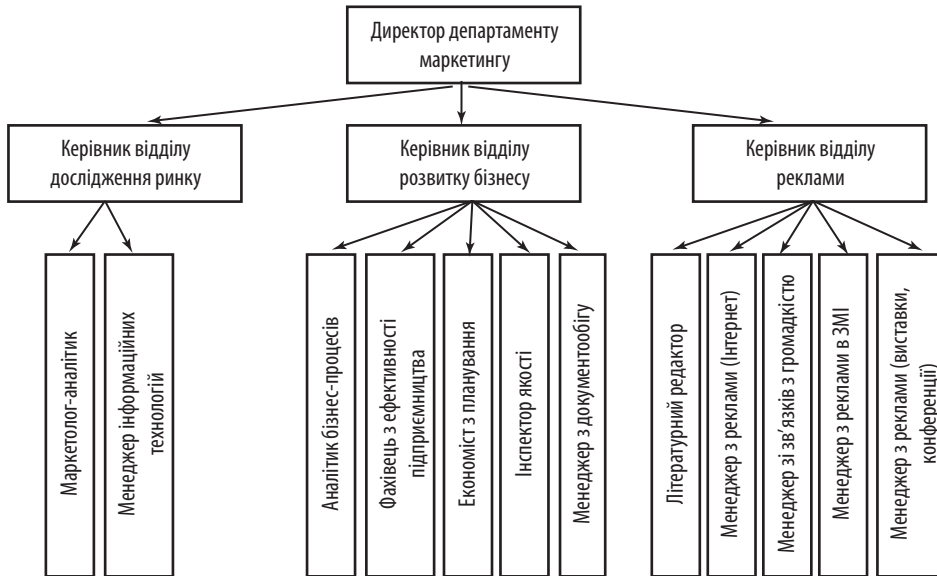 Директор департаменту
маркетингу
Керівник відділу
дослідження ринку
Керівник відділу
розвитку бізнесу
Керівник відділу
реклами
Маркетолог-аналітик
Менеджер інформаційних
технологій
Аналітик бізнес-процесів
Фахівець з ефективності
підприємництва
Економіст з планування
Інспектор якості
Менеджер з документообігу
Літературний редактор
Менеджер з реклами (Інтернет)
Менеджер зі зв’язків з громадкістю
Менеджер з реклами в ЗМІ
Менеджер з реклами (виставки,
конференції)